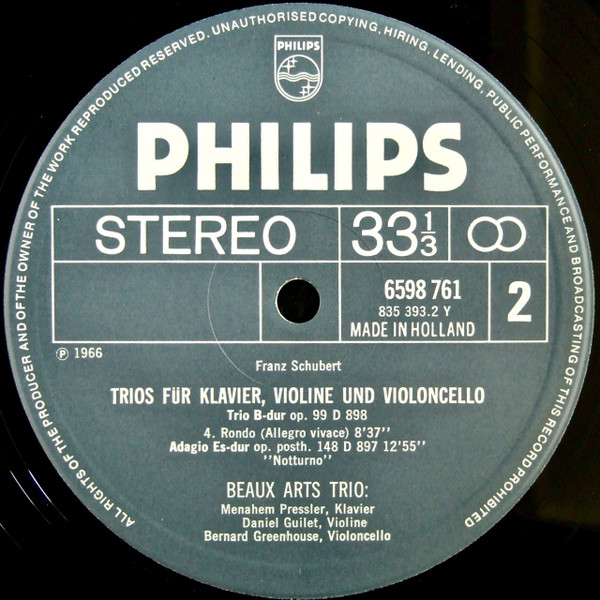 ALL RIGHTS OF THE PRODUCER AND OF THE OWNER OF THE WORK REPRODUCED RESERVED. UNAUTHORISED COPYING, HIRING, LENDING, PUBLIC PERFORMANCE AND BROADCASTING OF THIS RECORD PROHIBITED
PHILIPS
PHILIPS
STEREO 33 1/3
6598 761
835 393.2 Y
MADE IN HOLLAND
2
Ⓟ 1966
Franz Schubert
TRIOS FüR KLAVIER, VIOLINE UND VIOLONCELLO
Trio B-dur op. 99 D 898
4. Rondo (Allegro vivace) 8'37''
Adagio Es-dur op. posth. 148 D 897 12'55''
''Notturno''
BEAUX ARTS TRIO:
Menahem Pressler, Klavier
Daniel Guilet, Violine
Bernard Greenhouse, Violoncello